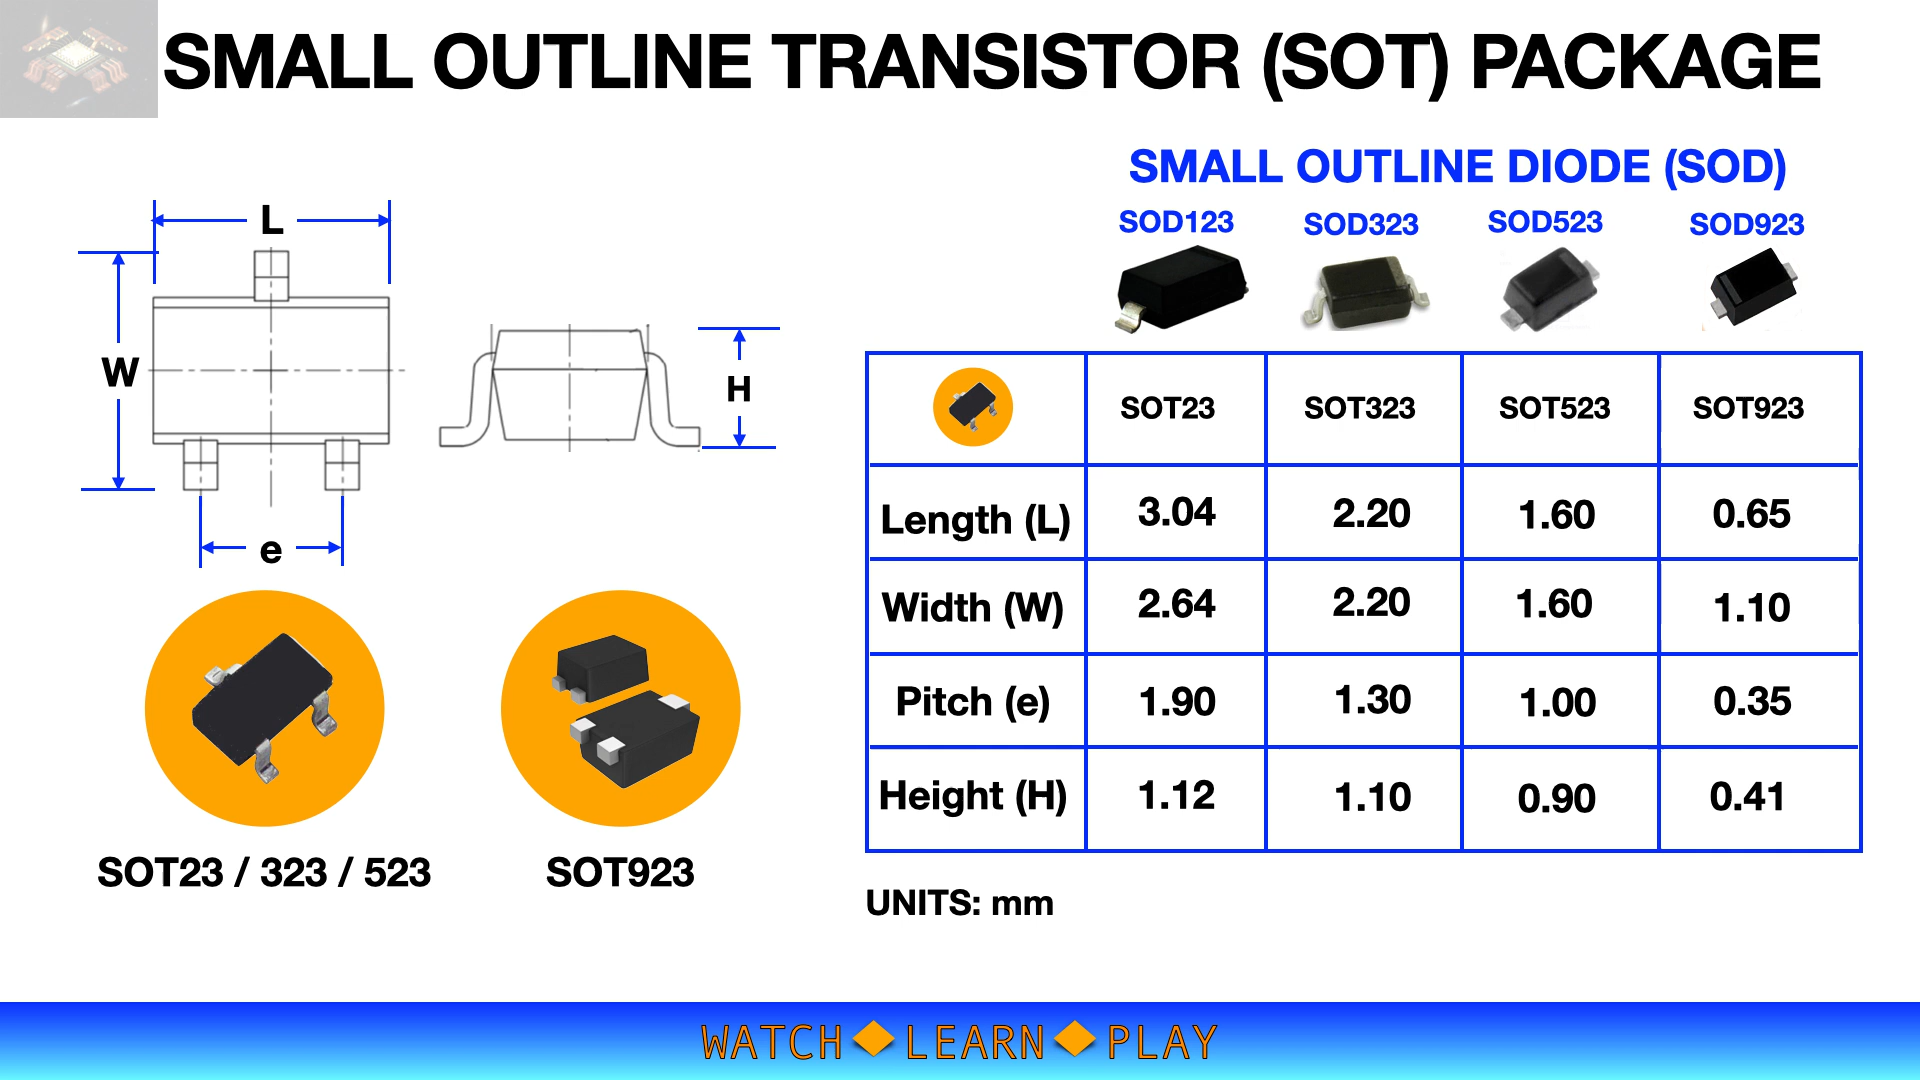 SMALL OUTLINE TRANSISTOR (SOT) PACKAGE
SMALL OUTLINE DIODE (SOD)
SOD123 SOD323 SOD523 SOD923
L
W
H
e
SOT23 / 323 / 523
SOT923
SOT23 SOT323 SOT523 SOT923
Length (L) 3.04 2.20 1.60 0.65
Width (W) 2.64 2.20 1.60 1.10
Pitch (e) 1.90 1.30 1.00 0.35
Height (H) 1.12 1.10 0.90 0.41
UNITS: mm
WATCH LEARN PLAY